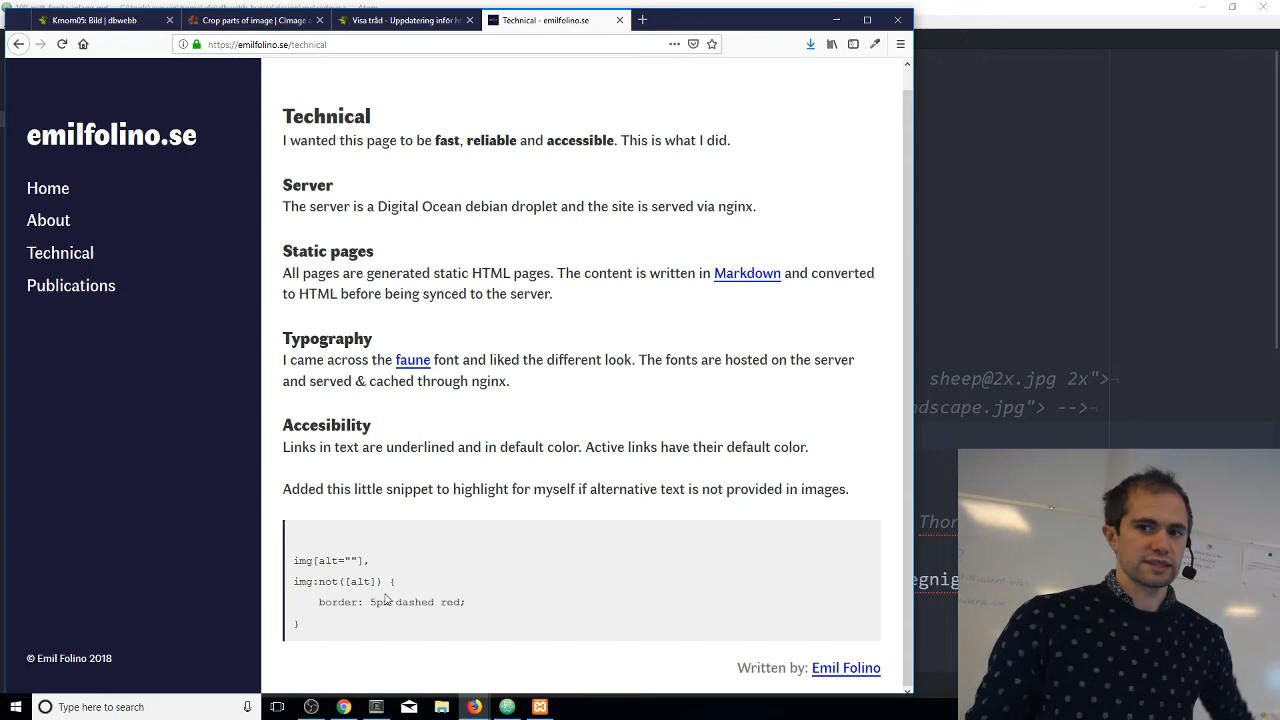 Kmom05: Bild | dbwebb
Crop parts of image | CImage a
Visa tråd - Uppdatering inför h
Technical - emilfolino.se
https://emilfolino.se/technical
emilfolino.se
Home
About
Technical
Publications
© Emil Folino 2018
Technical
I wanted this page to be fast, reliable and accessible. This is what I did.
Server
The server is a Digital Ocean debian droplet and the site is served via nginx.
Static pages
All pages are generated static HTML pages. The content is written in Markdown and converted
to HTML before being synced to the server.
Typography
I came across the faune font and liked the different look. The fonts are hosted on the server
and served & cached through nginx.
Accesibility
Links in text are underlined and in default color. Active links have their default color.
Added this little snippet to highlight for myself if alternative text is not provided in images.
img[alt=""],
img:not([alt]) {
border: 5px dashed red;
}
Written by: Emil Folino
sheep@2x.jpg 2x">
ndscape.jpg"> -->
Thor
egnig
Type here to search